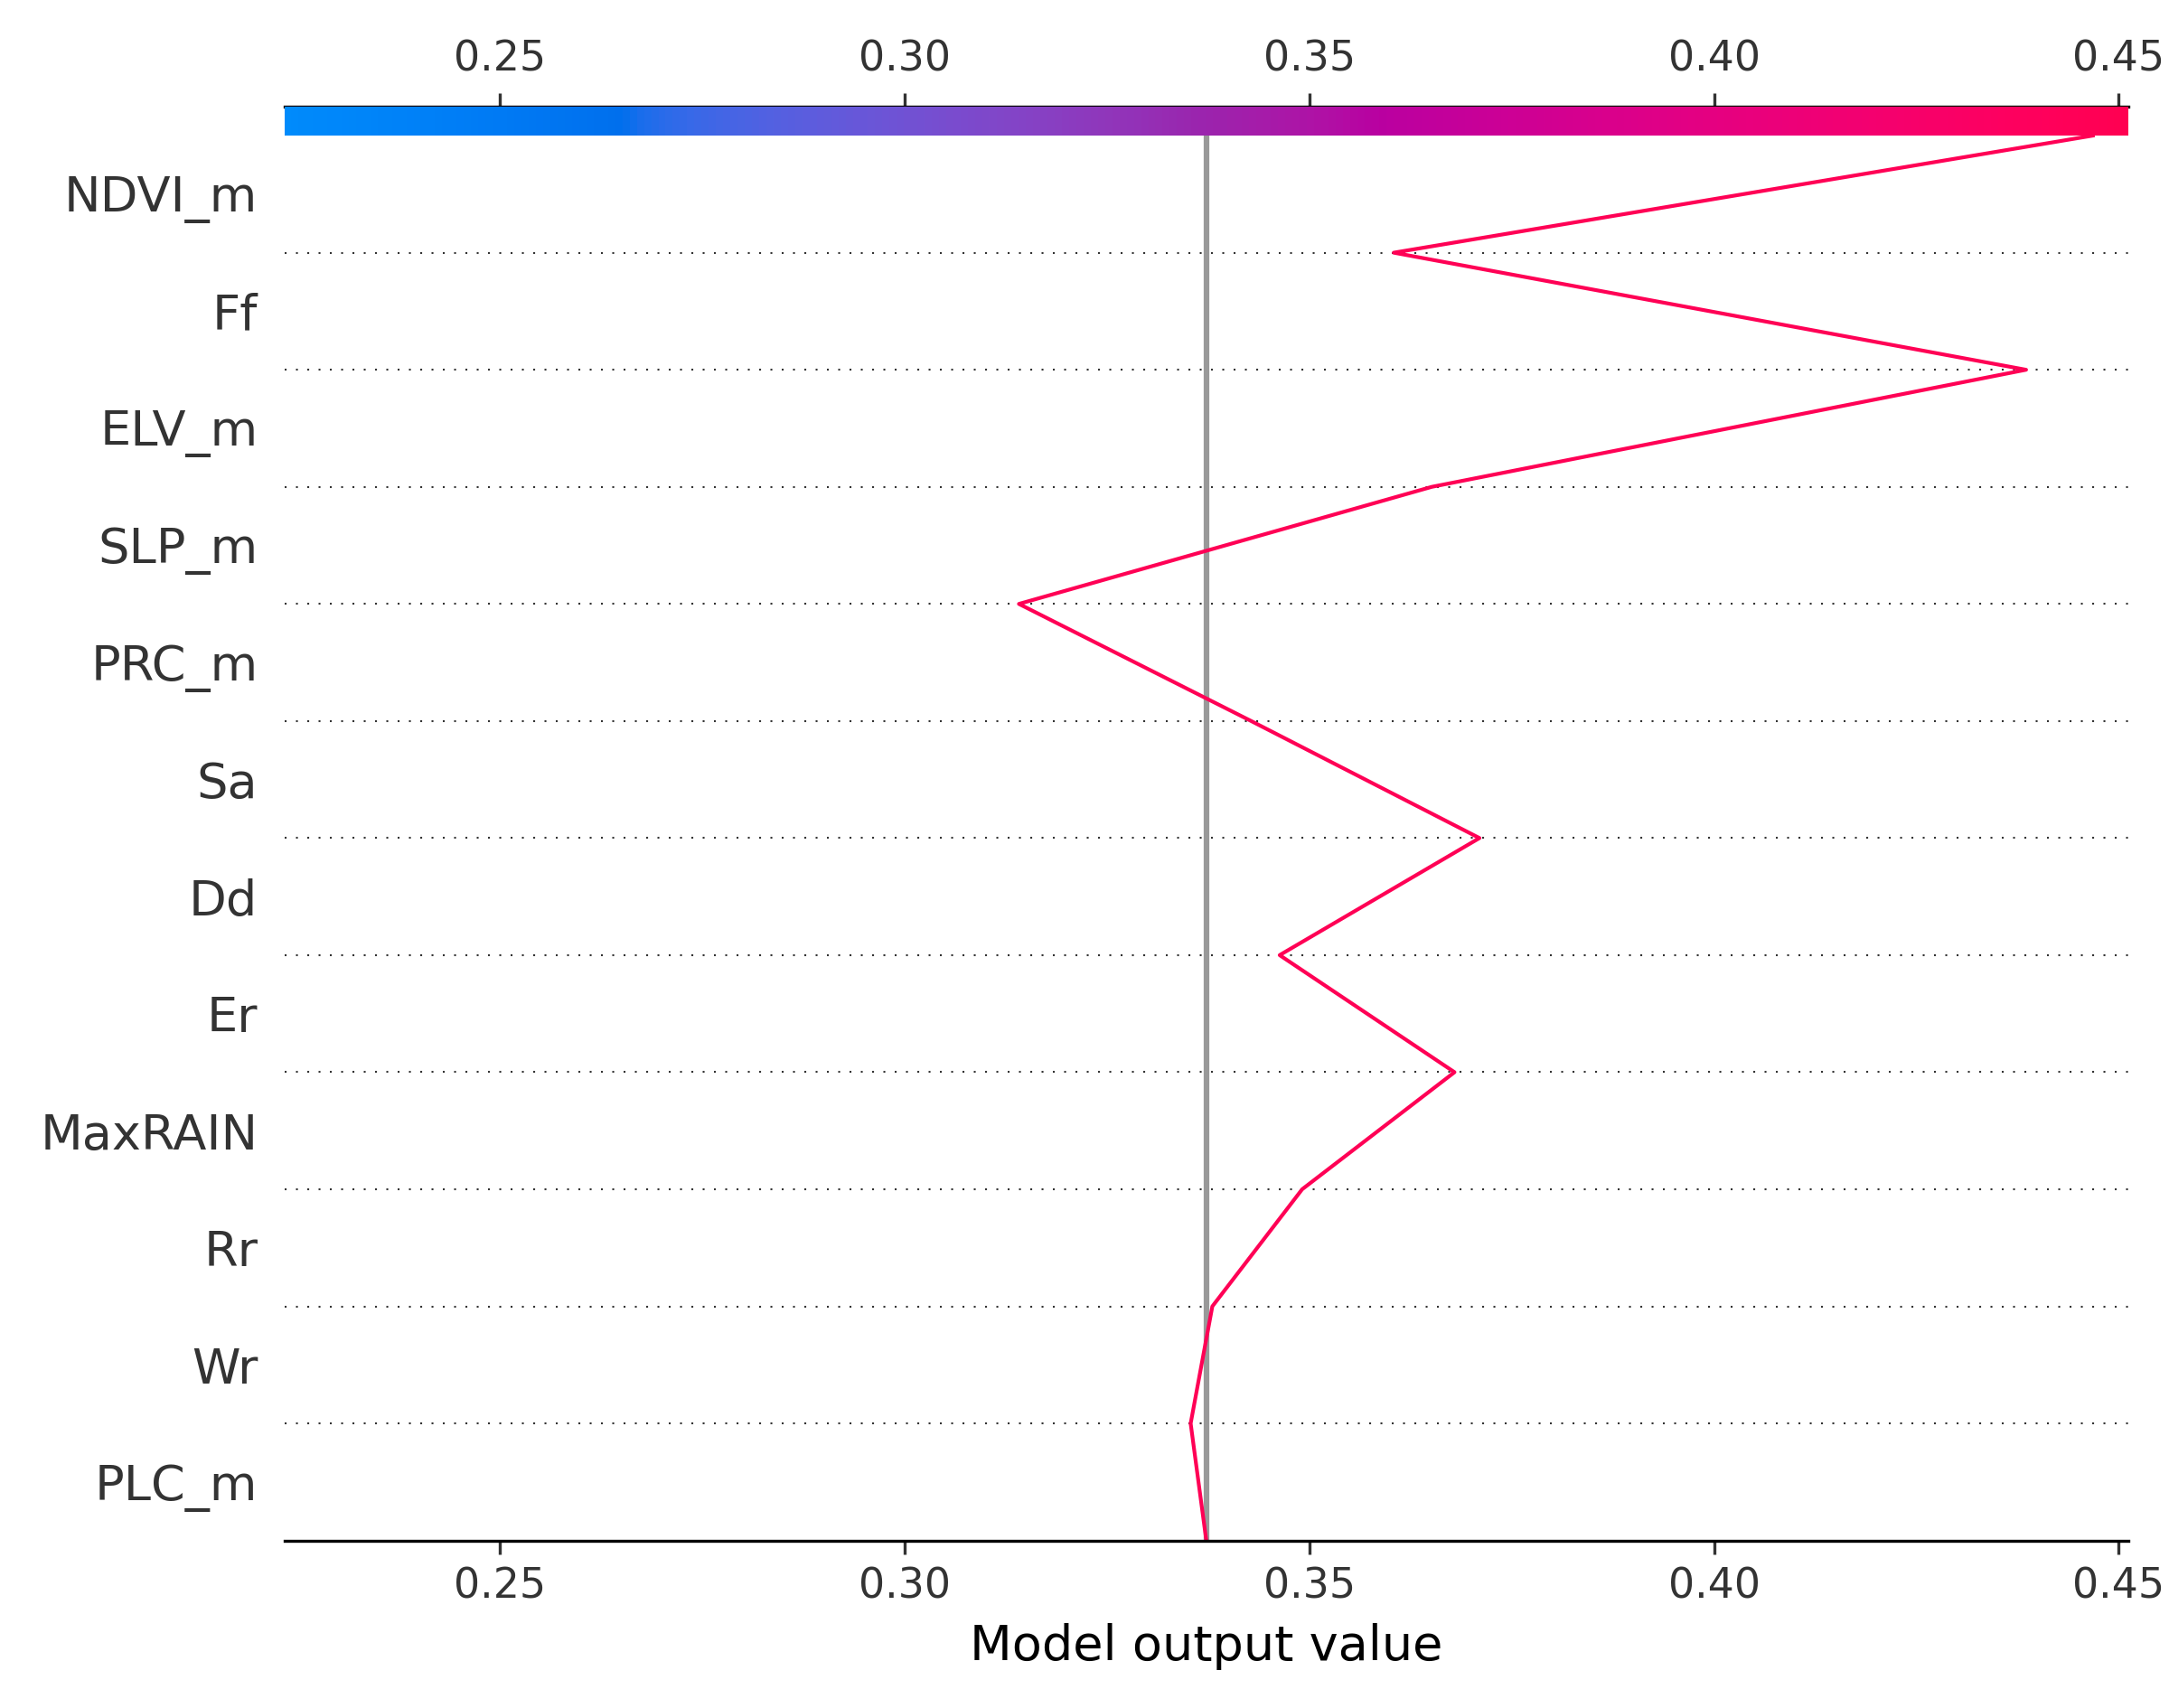 0.25 0.30 0.35 0.40 0.45
NDVI_m
Ff
ELV_m
SLP_m
PRC_m
Sa
Dd
Er
MaxRAIN
Rr
Wr
PLC_m
0.25 0.30 0.35 0.40 0.45
Model output value